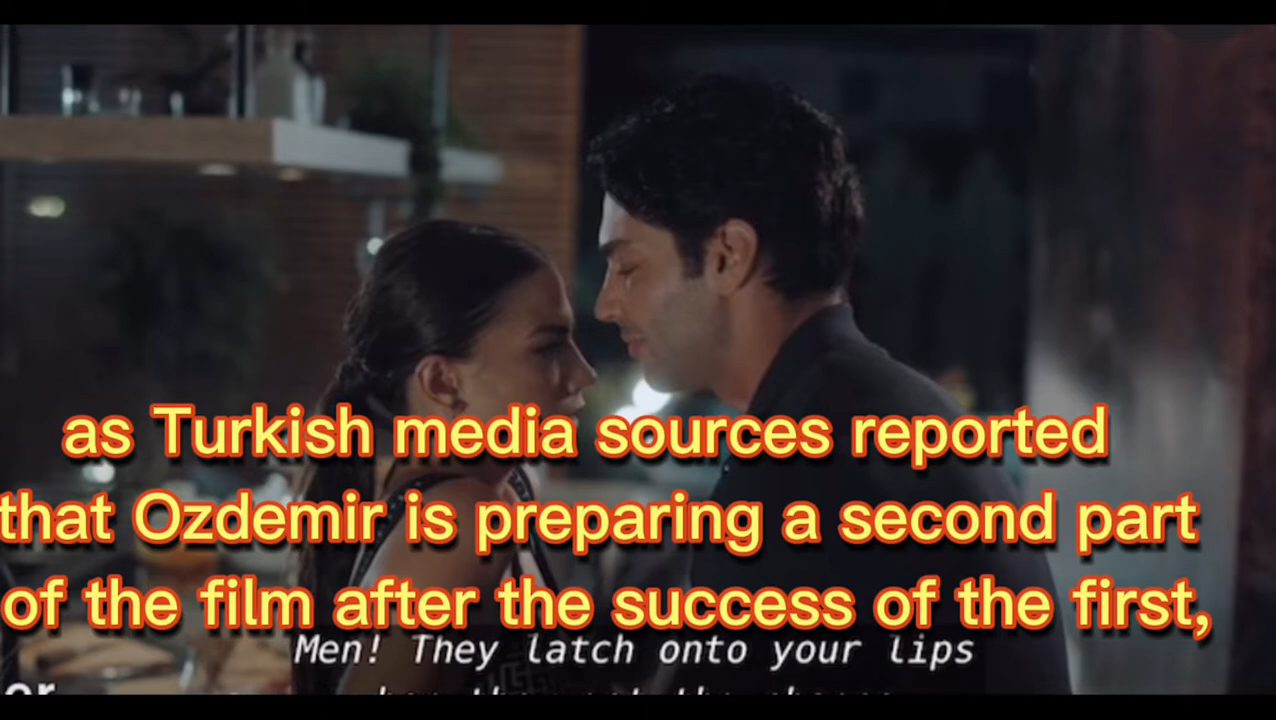 as Turkish media sources reported
that Ozdemir is preparing a second part
of the film after the success of the first,
Men! They latch onto your lips
or